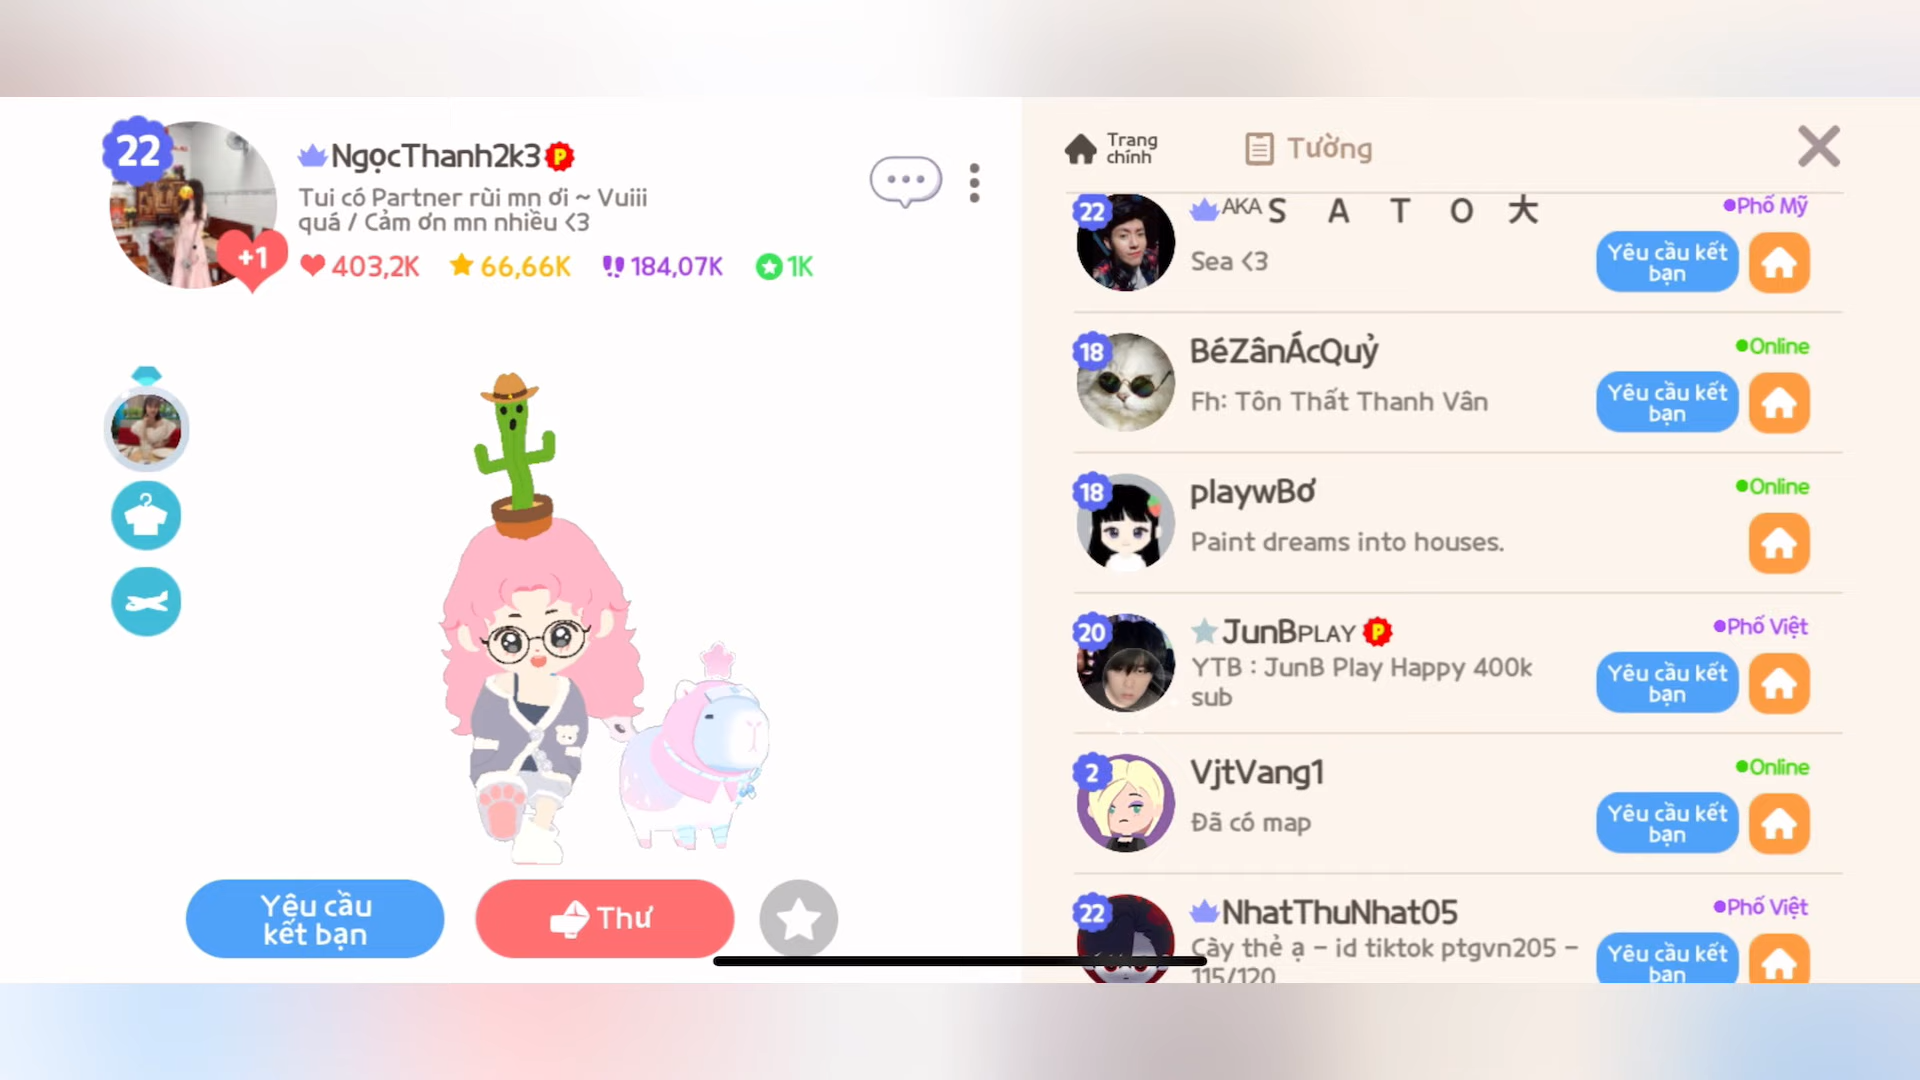 22
NgọcThanh2k3 P
Tui có Partner rùi mn ơi ~ Vuiii
quá / Cảm ơn mn nhiều <3
+1
403,2K 66,66K 184,07K 1K
Yêu cầu
kết bạn
Thư
Trang
chính
Tường
22
AKA S A T O 大
Phố Mỹ
Sea <3
Yêu cầu kết
bạn
18
BéZânÁcQuỷ
Online
Fh: Tôn Thất Thanh Vân
Yêu cầu kết
bạn
18
playwBơ
Online
Paint dreams into houses.
20
JunBPLAY P
Phố Việt
YTB : JunB Play Happy 400k
sub
Yêu cầu kết
bạn
2
VjtVang1
Online
Đã có map
Yêu cầu kết
bạn
22
NhatThuNhat05
Phố Việt
Cày thẻ ạ - id tiktok ptgvn205 -
115/120
Yêu cầu kết
bạn